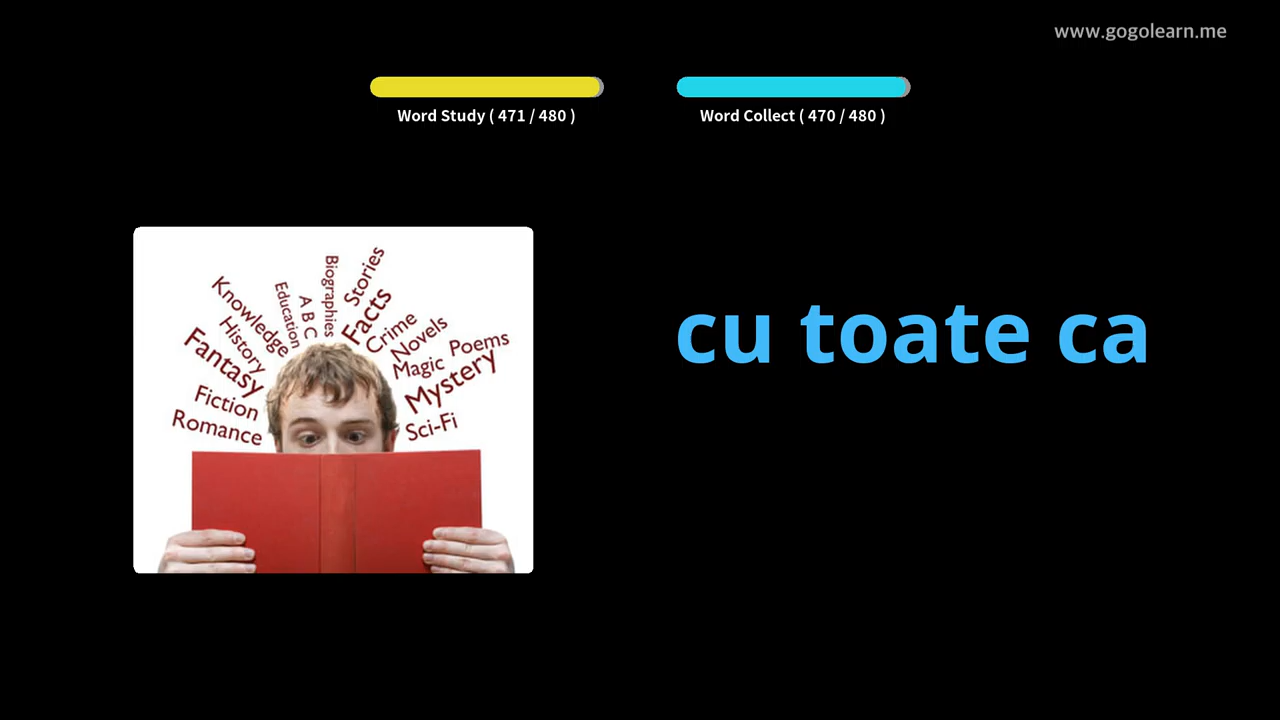 www.gogolearn.me
Word Study ( 471 / 480 )
Word Collect ( 470 / 480 )
Knowledge
Education
A B C
Biographies
Stories
Facts
History
Crime
Novels
Poems
Fantasy
Magic
Mystery
Fiction
Romance
Sci-Fi
cu toate ca